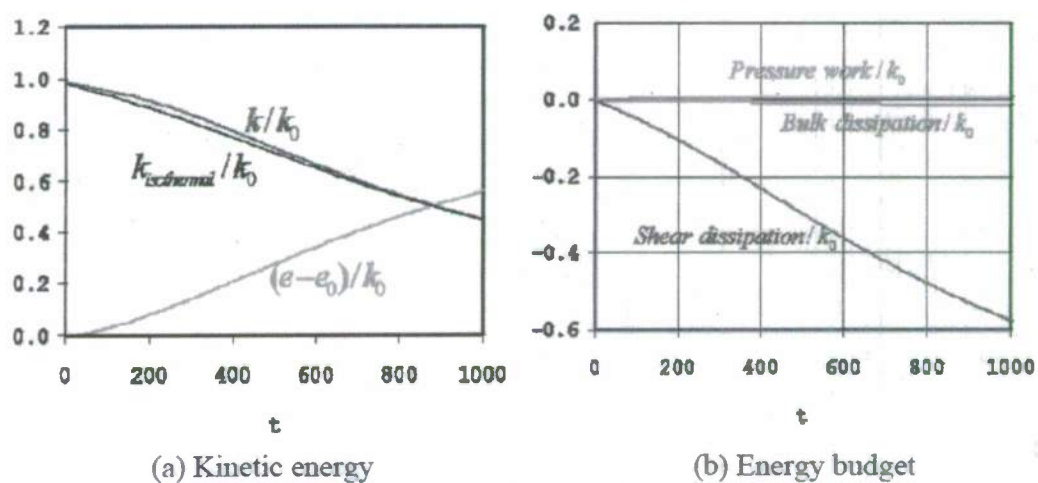 1.2
1.0
0.8
0.6
0.4
0.2
0.0
k/k₀
k_isothermal/k₀
(e−e₀)/k₀
0 200 400 600 800 1000
t
(a) Kinetic energy
0.2
0.0
-0.2
-0.4
-0.6
Pressure work/k₀
Bulk dissipation/k₀
Shear dissipation/k₀
0 200 400 600 800 1000
t
(b) Energy budget